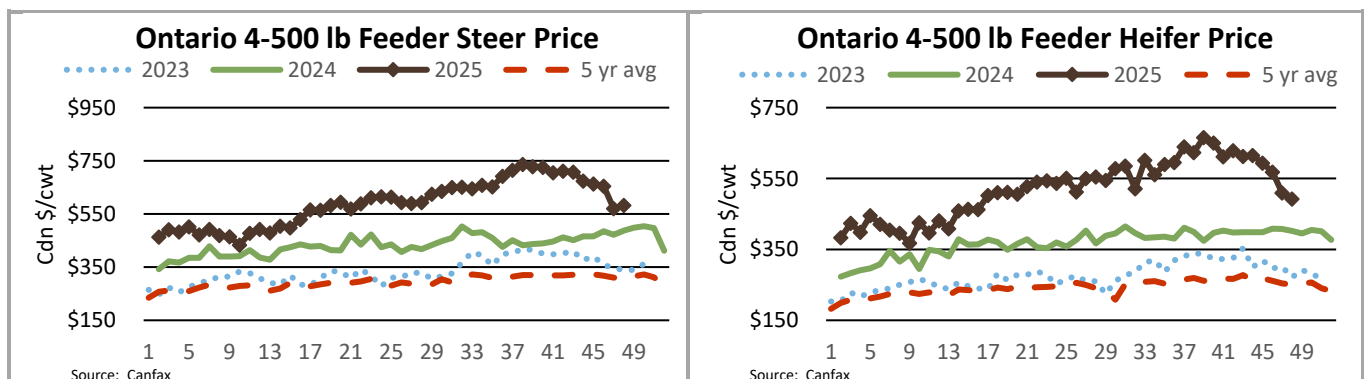 Ontario 4-500 lb Feeder Steer Price
2023 2024 2025 5 yr avg
$950
$750
$550
$350
$150
Cdn $/cwt
1 5 9 13 17 21 25 29 33 37 41 45 49
Source: Canfax
Ontario 4-500 lb Feeder Heifer Price
2023 2024 2025 5 yr avg
$750
$550
$350
$150
Cdn $/cwt
1 5 9 13 17 21 25 29 33 37 41 45 49
Source: Canfax